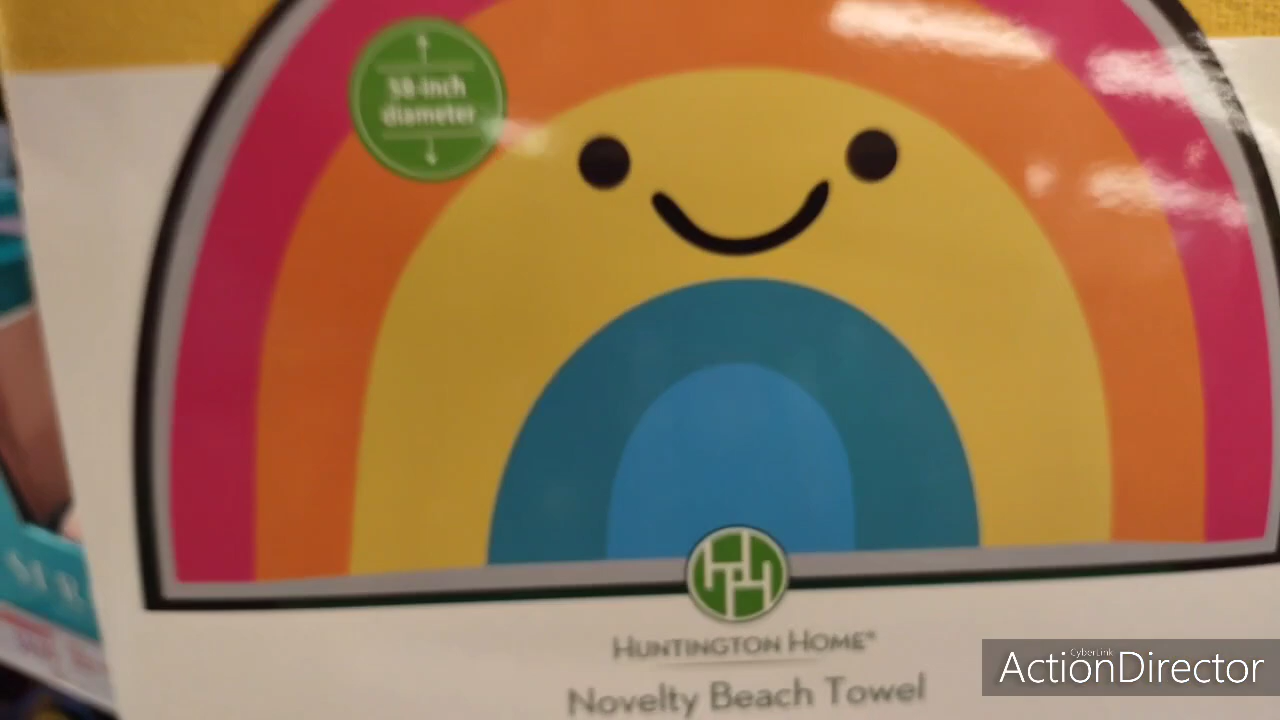 58-inch
diameter
HUNTINGTON HOME
Novelty Beach Towel
CyberLink
ActionDirector